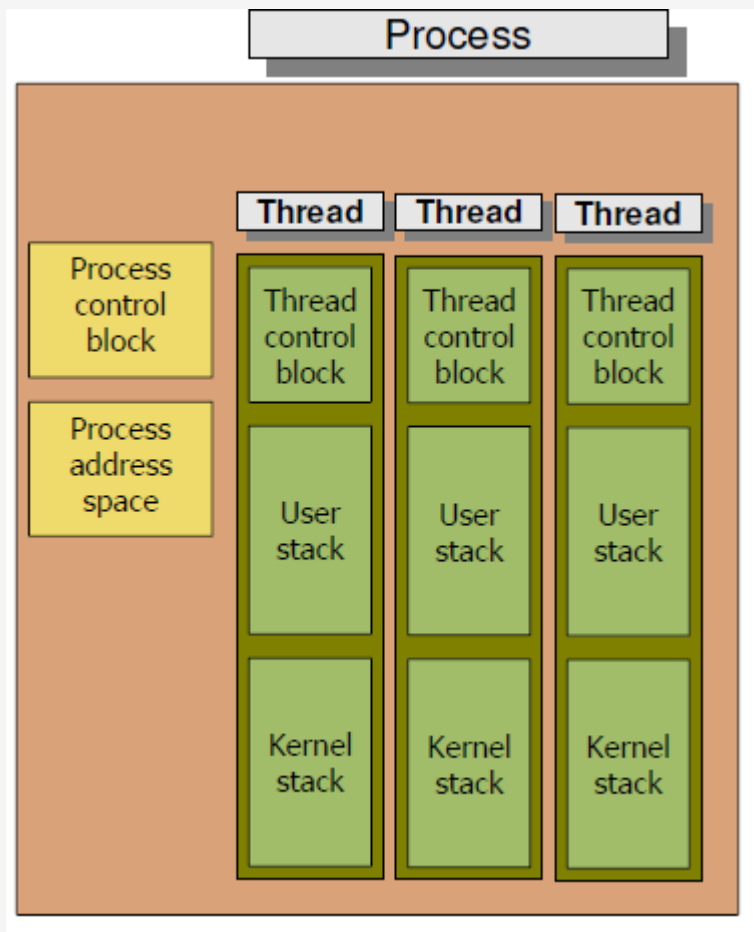 Process
Thread
Thread
Thread
Process
control
block
Process
address
space
Thread
control
block
User
stack
Kernel
stack
Thread
control
block
User
stack
Kernel
stack
Thread
control
block
User
stack
Kernel
stack